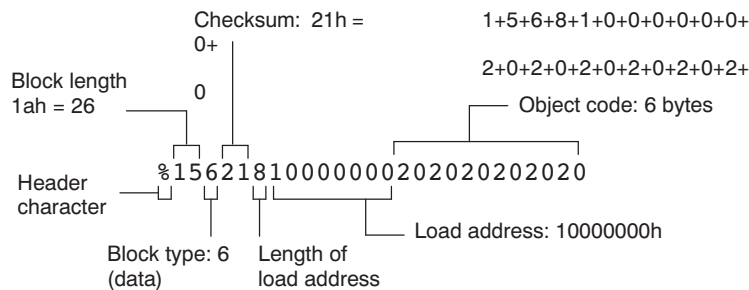 Checksum: 21h = 1+5+6+8+1+0+0+0+0+0+0+
0+ 2+0+2+0+2+0+2+0+2+0+2+
0
Block length
1ah = 26
Object code: 6 bytes
%15621810000000202020202020
Header
character
Load address: 10000000h
Block type: 6
(data)
Length of
load address